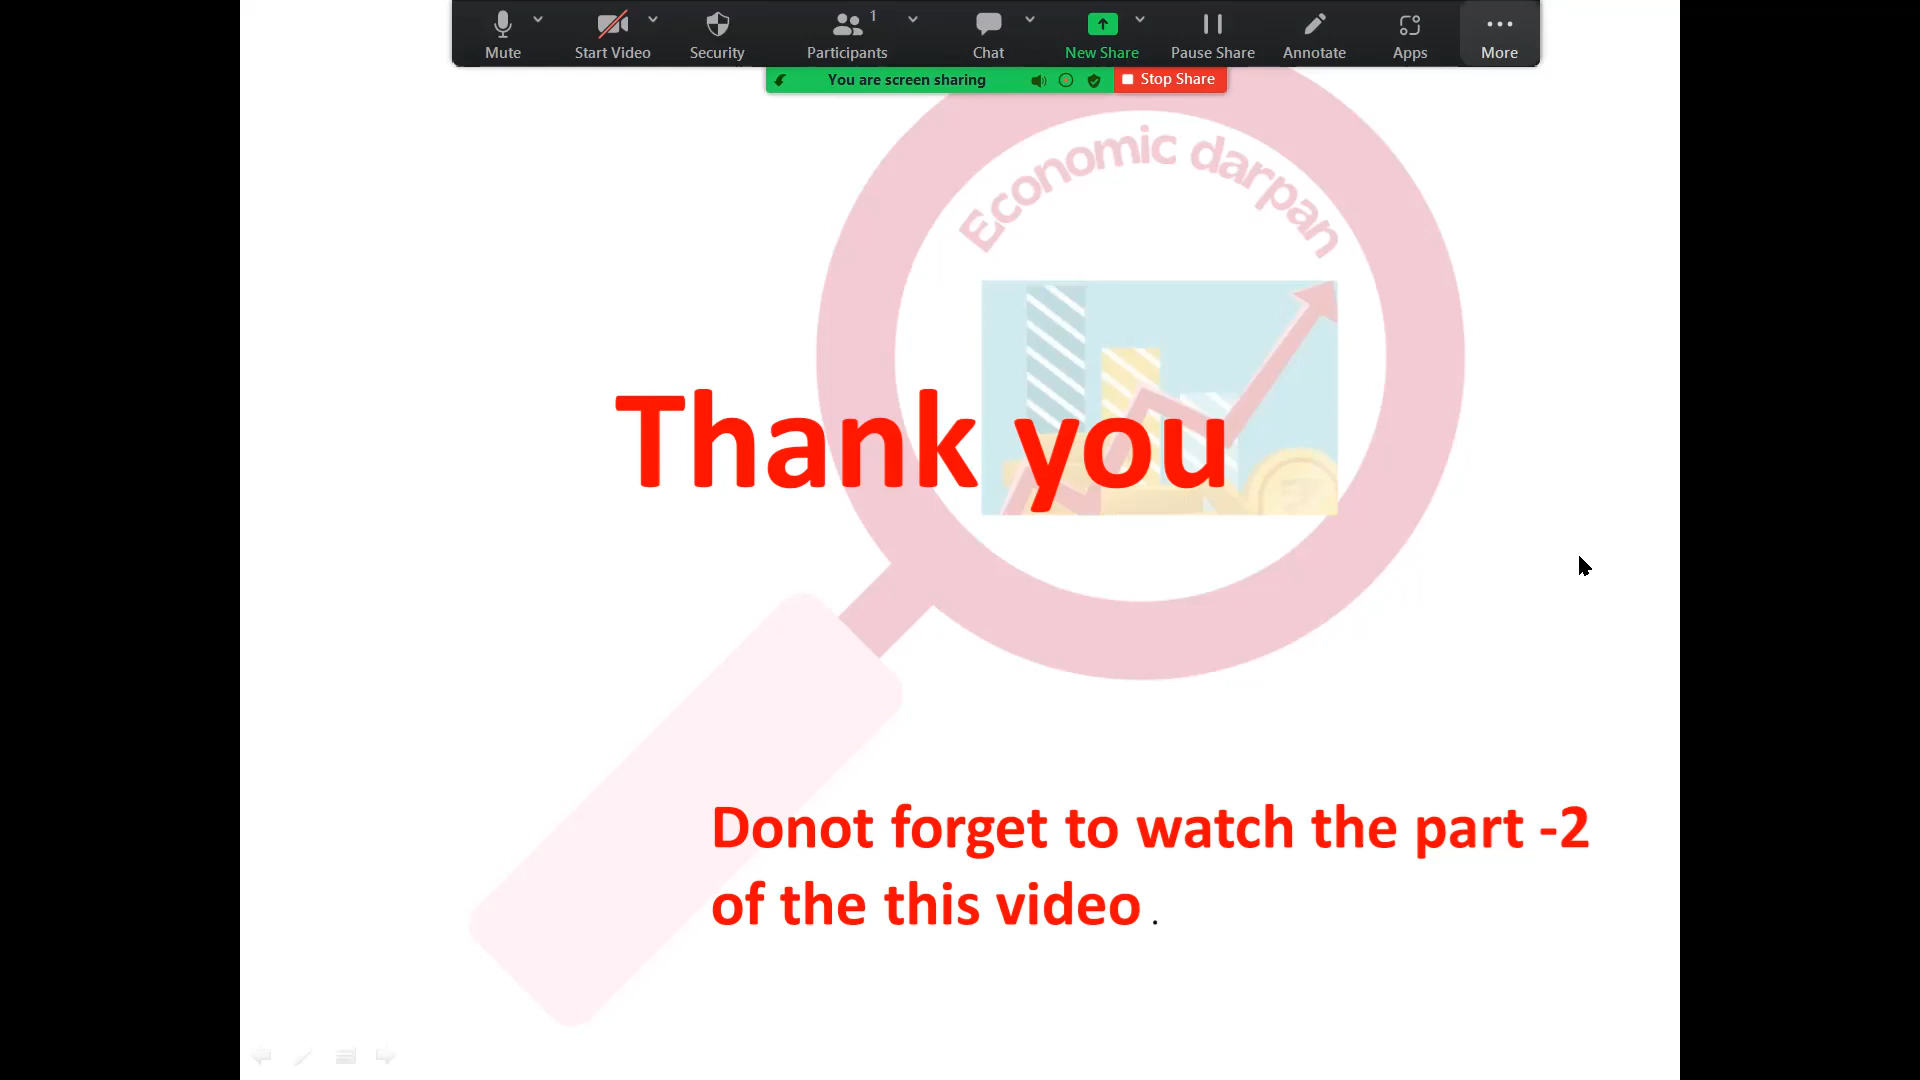 Mute
Start Video
Security
1
Participants
Chat
New Share
Pause Share
Annotate
Apps
More
You are screen sharing
Stop Share
Economic darpan
Thank you
Donot forget to watch the part -2
of the this video .